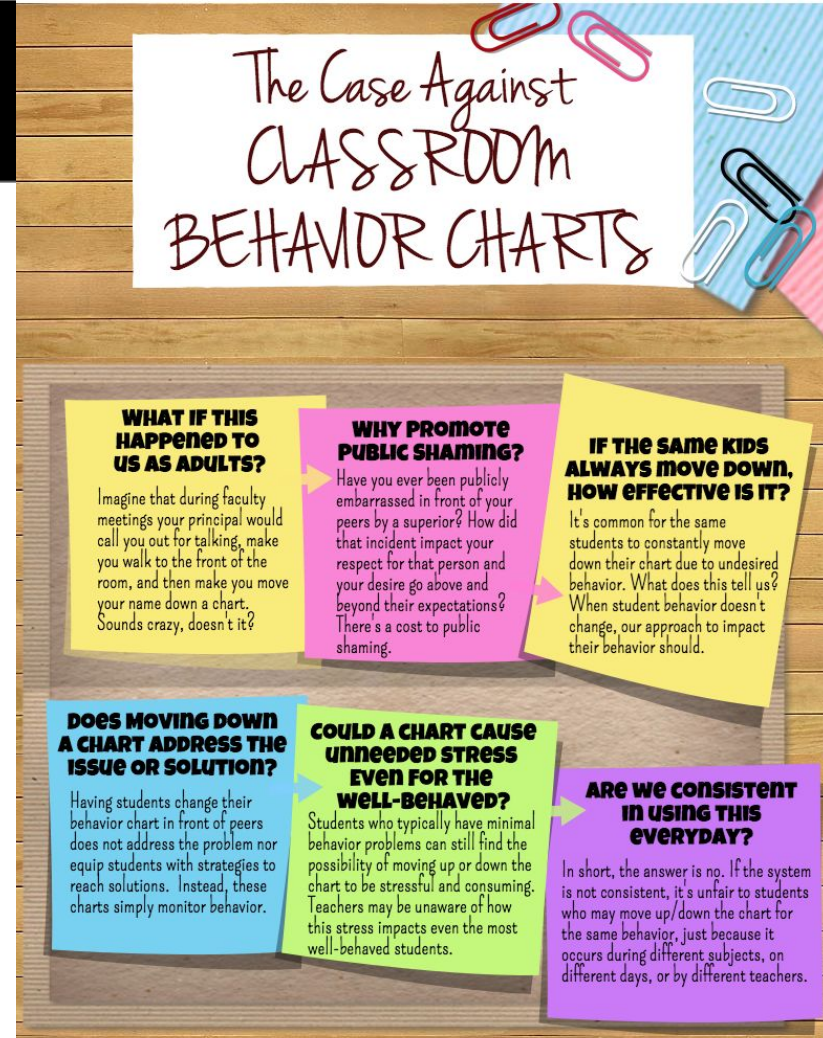 The Case Against
CLASSROOM
BEHAVIOR CHARTS
WHAT IF THIS
HAPPENED TO
US AS ADULTS?
Imagine that during faculty
meetings your principal would
call you out for talking, make
you walk to the front of the
room, and then make you move
your name down a chart.
Sounds crazy, doesn't it?
WHY PROMOTE
PUBLIC SHAMING?
Have you ever been publicly
embarrassed in front of your
peers by a superior? How did
that incident impact your
respect for that person and
your desire go above and
beyond their expectations?
There's a cost to public
shaming.
IF THE SAME KIDS
ALWAYS MOVE DOWN,
HOW EFFECTIVE IS IT?
It's common for the same
students to constantly move
down their chart due to undesired
behavior. What does this tell us?
When student behavior doesn't
change, our approach to impact
their behavior should.
DOES MOVING DOWN
A CHART ADDRESS THE
ISSUE OR SOLUTION?
Having students change their
behavior chart in front of peers
does not address the problem nor
equip students with strategies to
reach solutions. Instead, these
charts simply monitor behavior.
COULD A CHART CAUSE
UNNEEDED STRESS
EVEN FOR THE
WELL-BEHAVED?
Students who typically have minimal
behavior problems can still find the
possibility of moving up or down the
chart to be stressful and consuming.
Teachers may be unaware of how
this stress impacts even the most
well-behaved students.
ARE WE CONSISTENT
IN USING THIS
EVERYDAY?
In short, the answer is no. If the system
is not consistent, it's unfair to students
who may move up/down the chart for
the same behavior, just because it
occurs during different subjects, on
different days, or by different teachers.